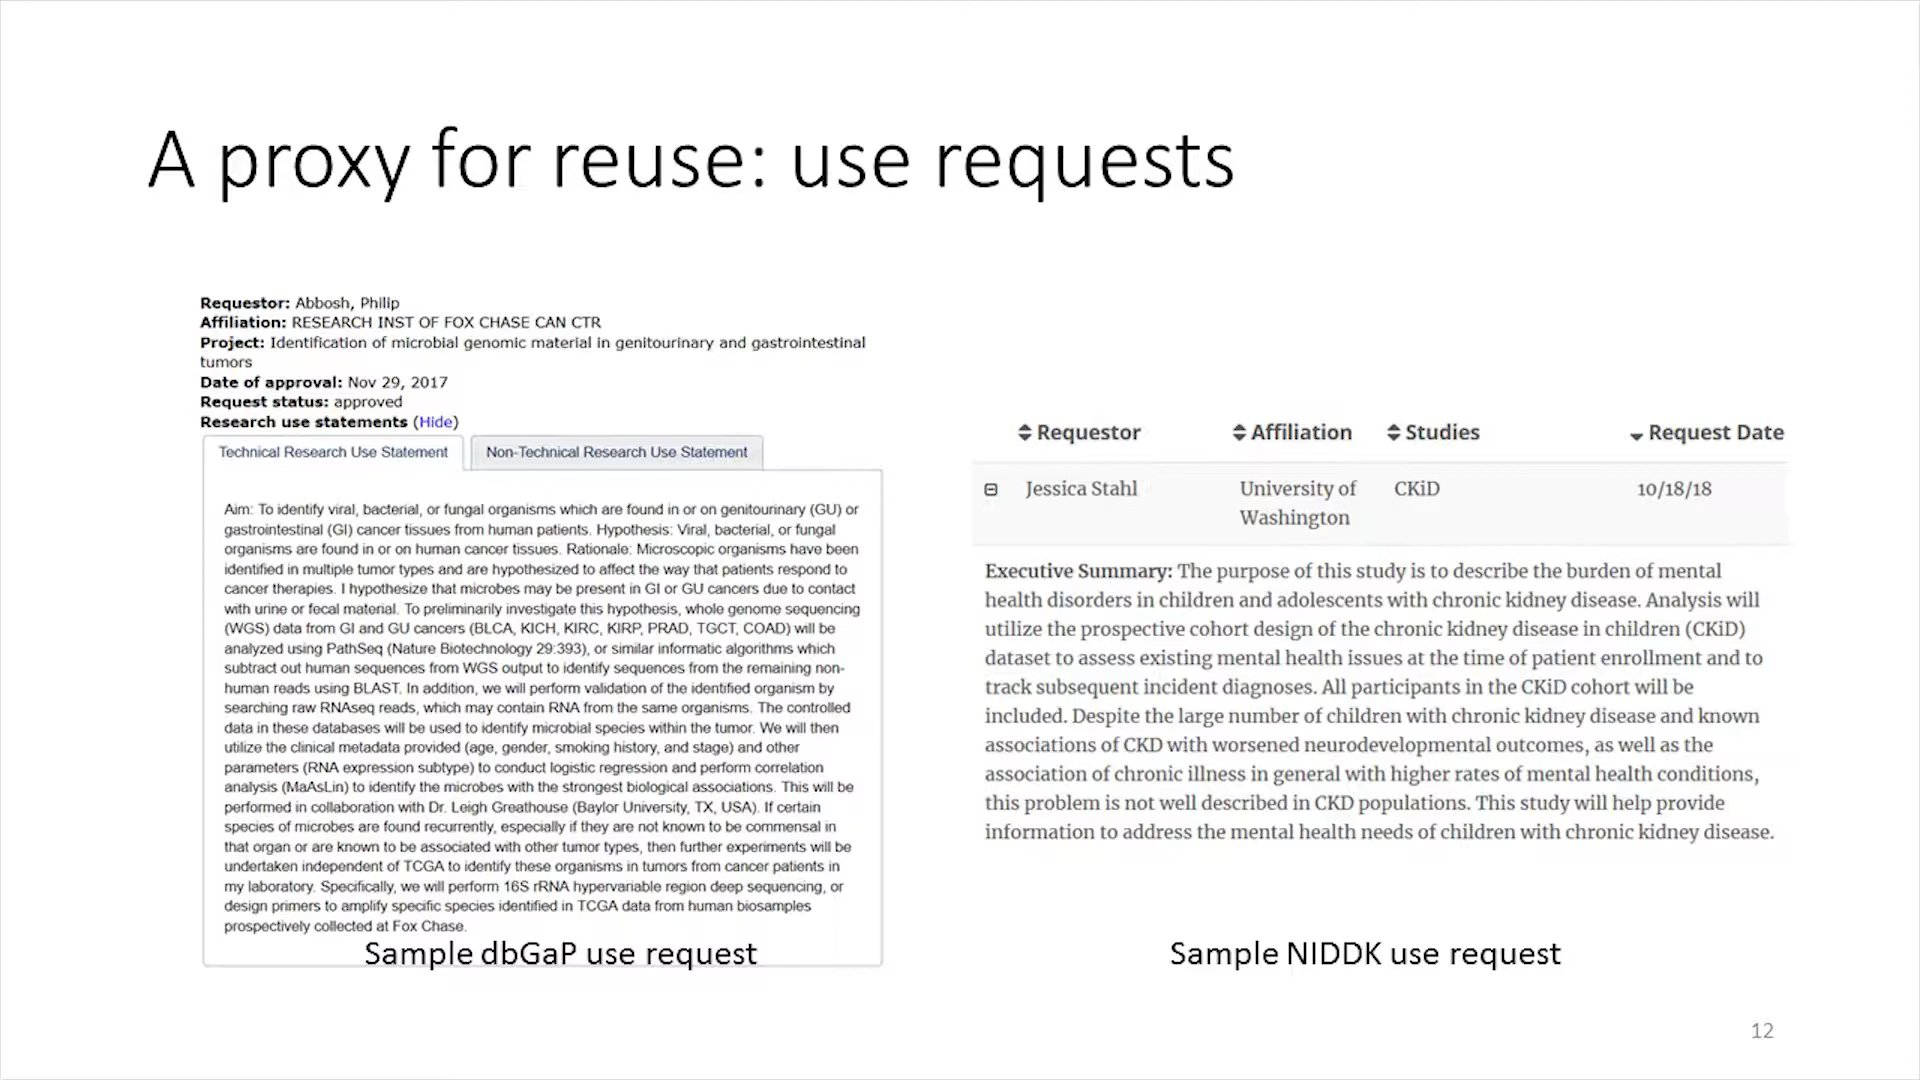 A proxy for reuse: use requests
Requestor: Abbosh, Philip
Affiliation: RESEARCH INST OF FOX CHASE CAN CTR
Project: Identification of microbial genomic material in genitourinary and gastrointestinal
tumors
Date of approval: Nov 29, 2017
Request status: approved
Research use statements (Hide)
Technical Research Use Statement
Non-Technical Research Use Statement
Aim: To identify viral, bacterial, or fungal organisms which are found in or on genitourinary (GU) or
gastrointestinal (GI) cancer tissues from human patients. Hypothesis: Viral, bacterial, or fungal
organisms are found in or on human cancer tissues. Rationale: Microscopic organisms have been
identified in multiple tumor types and are hypothesized to affect the way that patients respond to
cancer therapies. I hypothesize that microbes may be present in GI or GU cancers due to contact
with urine or fecal material. To preliminarily investigate this hypothesis, whole genome sequencing
(WGS) data from GI and GU cancers (BLCA, KICH, KIRC, KIRP, PRAD, TGCT, COAD) will be
analyzed using PathSeq (Nature Biotechnology 29:393), or similar informatic algorithms which
subtract out human sequences from WGS output to identify sequences from the remaining non-
human reads using BLAST. In addition, we will perform validation of the identified organism by
searching raw RNAseq reads, which may contain RNA from the same organisms. The controlled
data in these databases will be used to identify microbial species within the tumor. We will then
utilize the clinical metadata provided (age, gender, smoking history, and stage) and other
parameters (RNA expression subtype) to conduct logistic regression and perform correlation
analysis (MaAsLin) to identify the microbes with the strongest biological associations. This will be
performed in collaboration with Dr. Leigh Greathouse (Baylor University, TX, USA). If certain
species of microbes are found recurrently, especially if they are not known to be commensal in
that organ or are known to be associated with other tumor types, then further experiments will be
undertaken independent of TCGA to identify these organisms in tumors from cancer patients in
my laboratory. Specifically, we will perform 16S rRNA hypervariable region deep sequencing, or
design primers to amplify specific species identified in TCGA data from human biosamples
prospectively collected at Fox Chase.
Sample dbGaP use request
Requestor Affiliation Studies Request Date
Jessica Stahl University of CKiD 10/18/18
Washington
Executive Summary: The purpose of this study is to describe the burden of mental
health disorders in children and adolescents with chronic kidney disease. Analysis will
utilize the prospective cohort design of the chronic kidney disease in children (CKiD)
dataset to assess existing mental health issues at the time of patient enrollment and to
track subsequent incident diagnoses. All participants in the CKiD cohort will be
included. Despite the large number of children with chronic kidney disease and known
associations of CKD with worsened neurodevelopmental outcomes, as well as the
association of chronic illness in general with higher rates of mental health conditions,
this problem is not well described in CKD populations. This study will help provide
information to address the mental health needs of children with chronic kidney disease.
Sample NIDDK use request
12